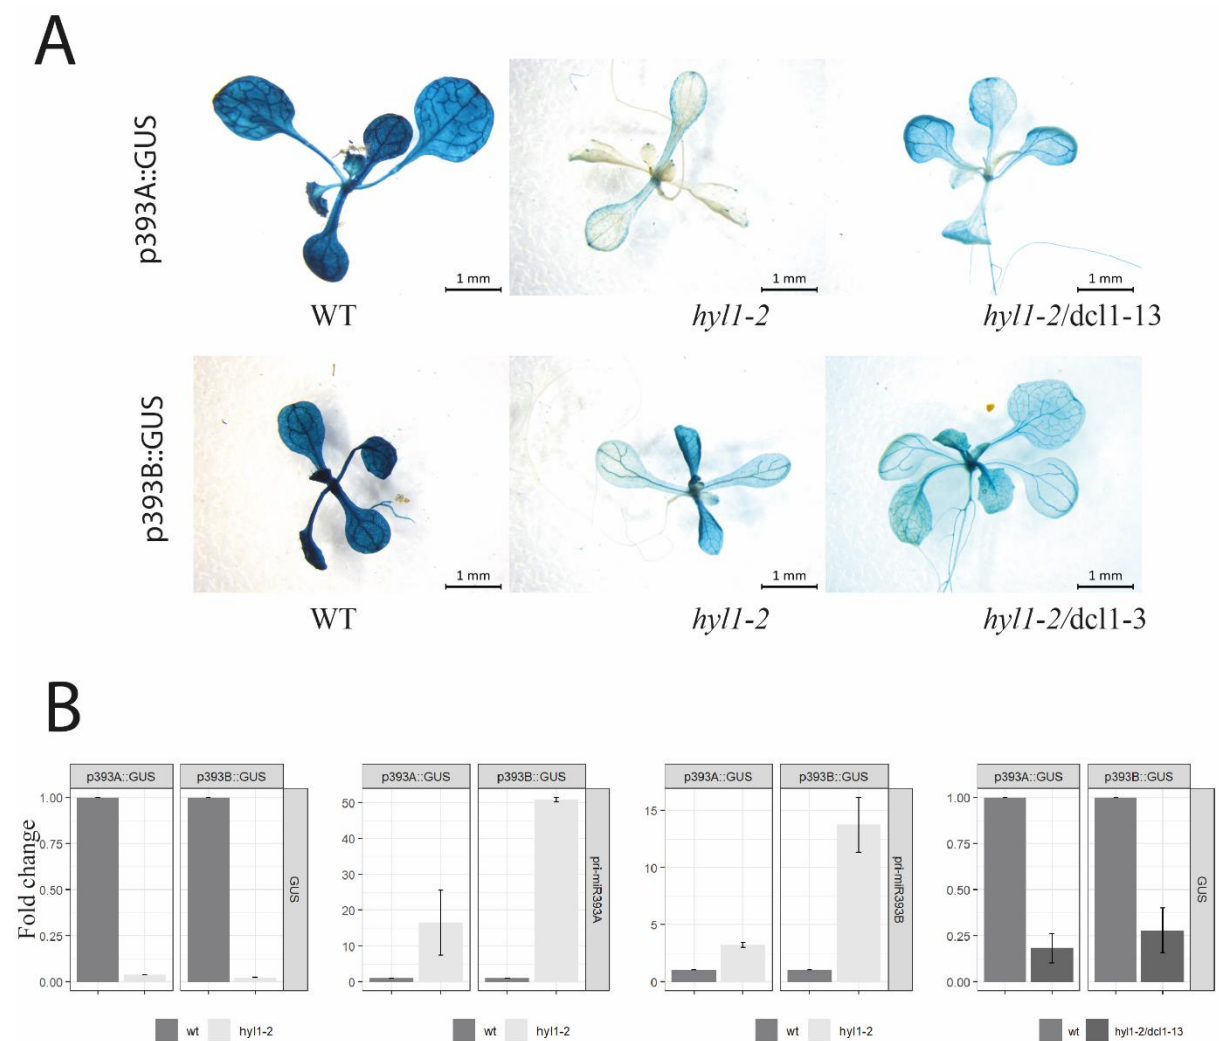 A
p393A::GUS
1 mm
1 mm
1 mm
WT
hyl1-2
hyl1-2/dcl1-13
p393B::GUS
1 mm
1 mm
1 mm
WT
hyl1-2
hyl1-2/dcl1-3
B
Fold change
p393A::GUS
p393B::GUS
1.00
0.75
0.50
0.25
0.00
GUS
wt
hyl1-2
p393A::GUS
p393B::GUS
50
40
30
20
10
0
pri-miR393A
wt
hyl1-2
p393A::GUS
p393B::GUS
15
10
5
0
pri-miR393B
wt
hyl1-2
p393A::GUS
p393B::GUS
1.00
0.75
0.50
0.25
0.00
GUS
wt
hyl1-2/dcl1-13